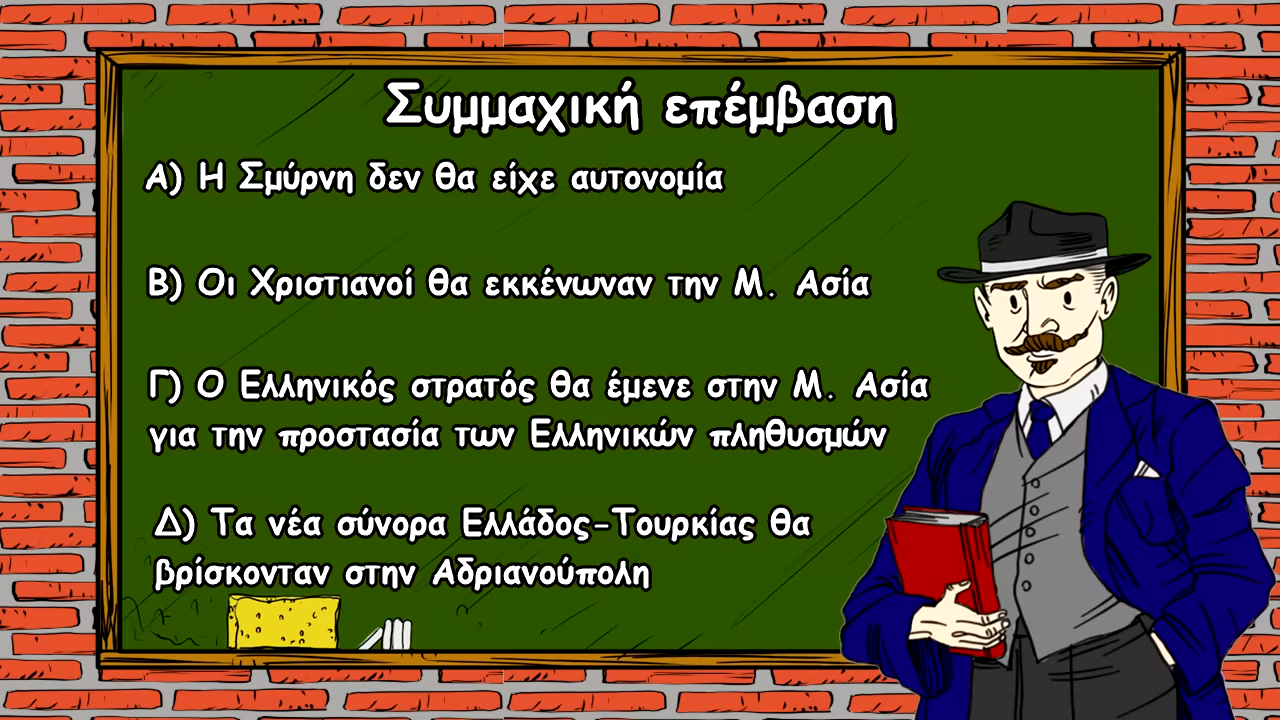 Συμμαχική επέμβαση
Α) Η Σμύρνη δεν θα είχε αυτονομία
Β) Οι Χριστιανοί θα εκκένωναν την Μ. Ασία
Γ) Ο Ελληνικός στρατός θα έμενε στην Μ. Ασία
για την προστασία των Ελληνικών πληθυσμών
Δ) Τα νέα σύνορα Ελλάδος-Τουρκίας θα
βρίσκονταν στην Αδριανούπολη